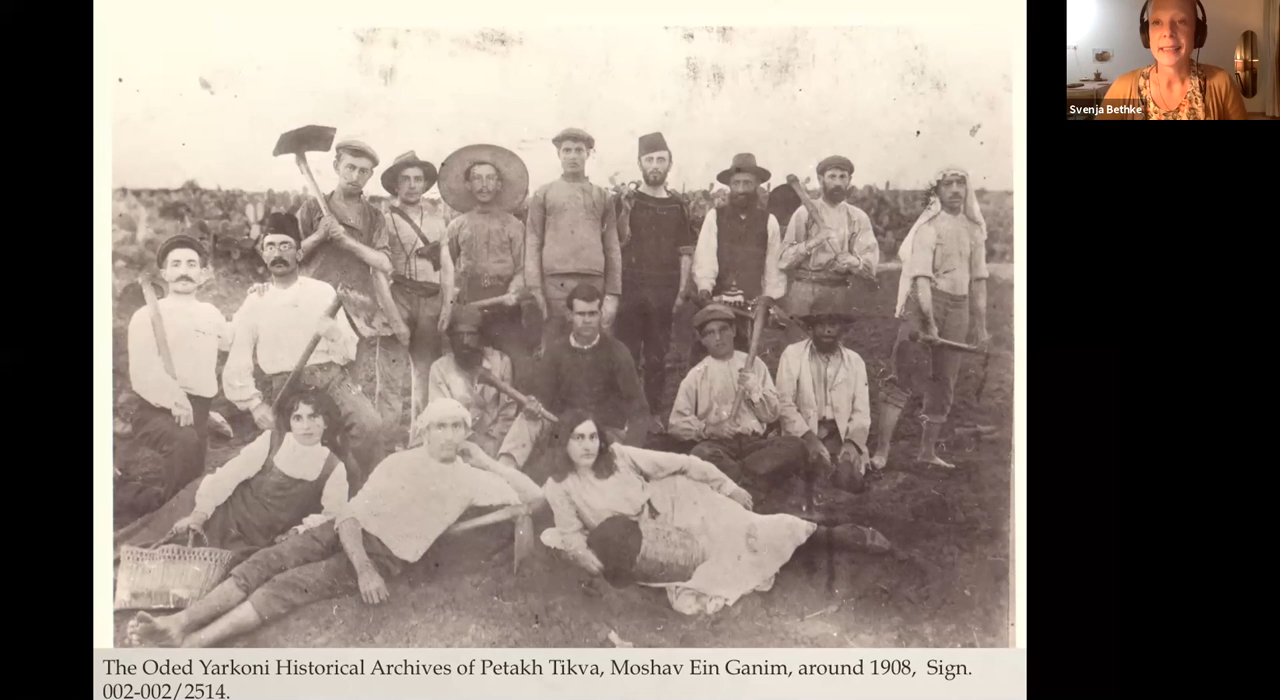 Svenja Bethke
The Oded Yarkoni Historical Archives of Petakh Tikva, Moshav Ein Ganim, around 1908, Sign.
002-002/2514.